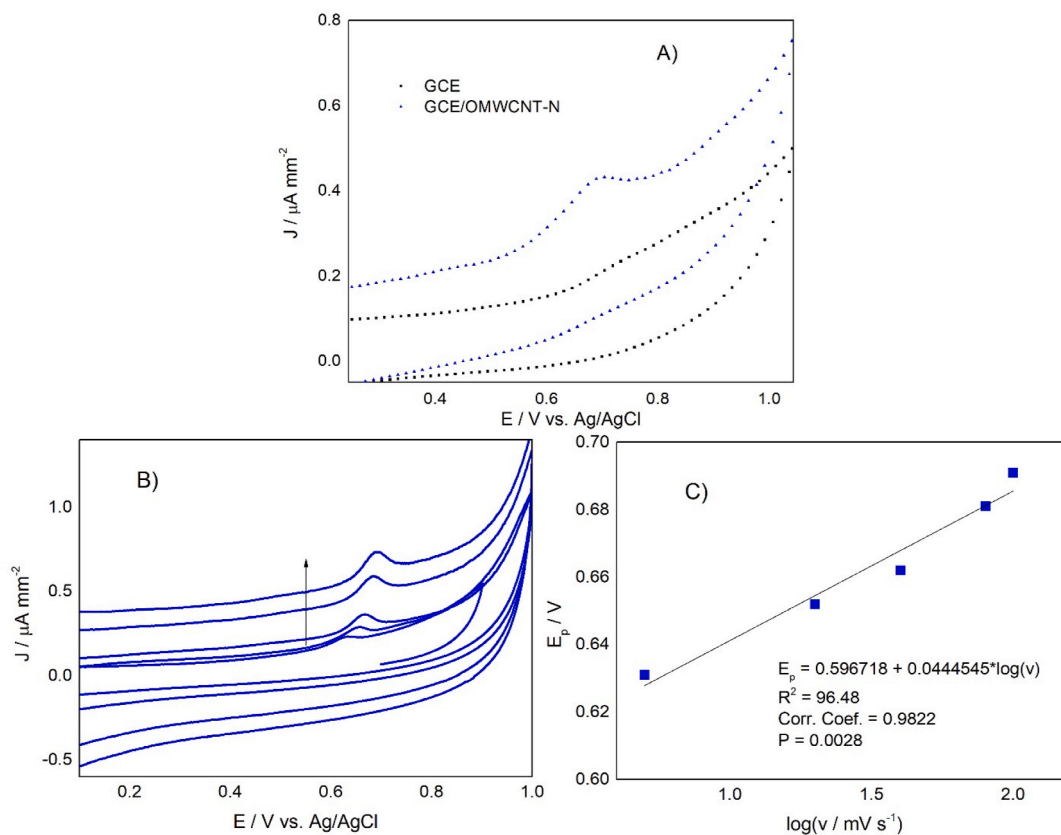 A)
GCE
GCE/OMWCNT-N
J / μA mm⁻²
0.8
0.6
0.4
0.2
0.0
0.4 0.6 0.8 1.0
E / V vs. Ag/AgCl
B)
J / μA mm⁻²
1.0
0.5
0.0
-0.5
0.2 0.4 0.6 0.8 1.0
E / V vs. Ag/AgCl
C)
E_p / V
0.70
0.68
0.66
0.64
0.62
0.60
E_p = 0.596718 + 0.0444545*log(v)
R² = 96.48
Corr. Coef. = 0.9822
P = 0.0028
1.0 1.5 2.0
log(v / mV s⁻¹)